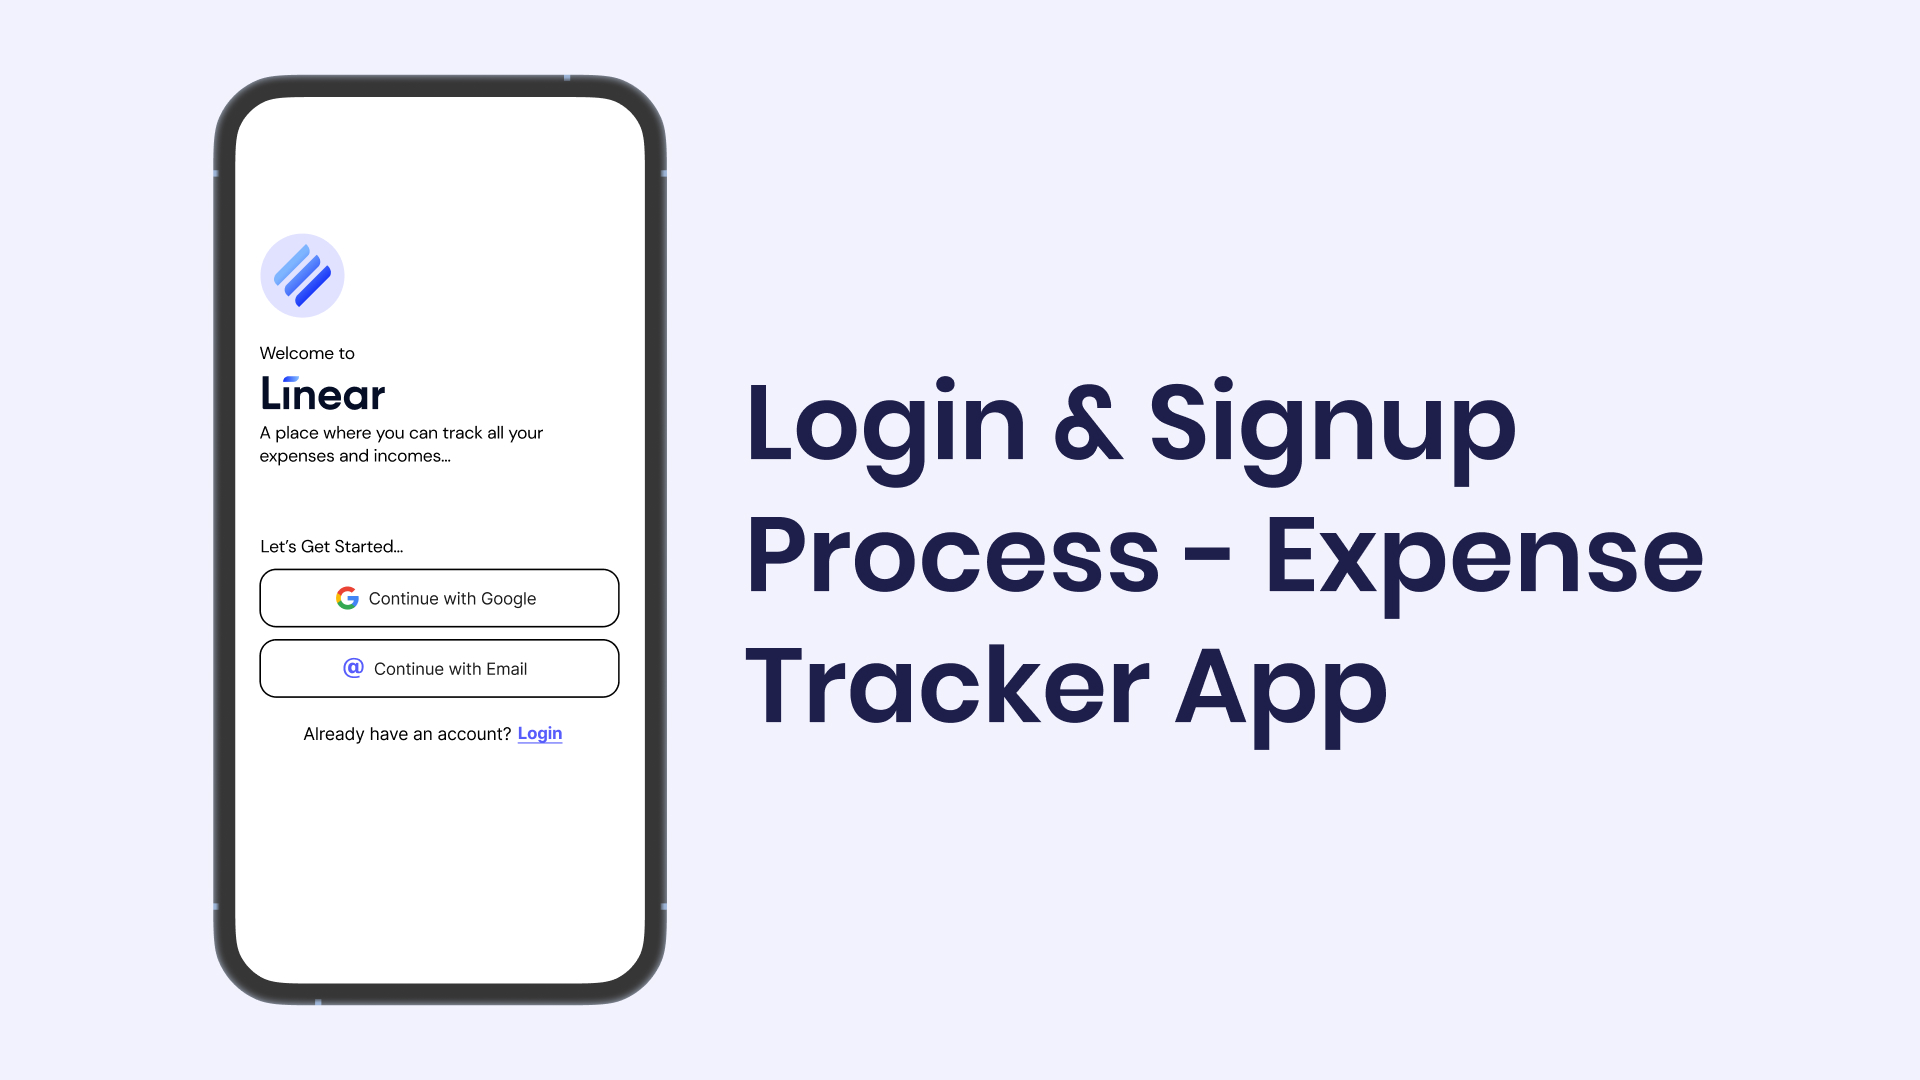 Welcome to
Linear
A place where you can track all your
expenses and incomes...
Let's Get Started...
Continue with Google
@ Continue with Email
Already have an account? Login
Login & Signup
Process - Expense
Tracker App